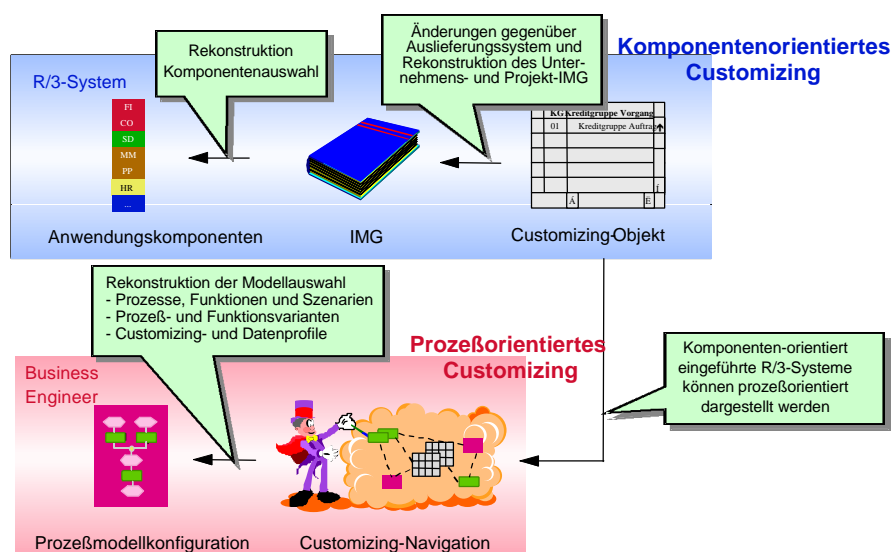 Rekonstruktion
Komponentenauswahl
Änderungen gegenüber
Auslieferungssystem und
Rekonstruktion des Unter-
nehmens- und Projekt-IMG
Komponentenorientiertes
Customizing
R/3-System
FI
CO
SD
MM
PP
HR
...
KG Kreditgruppe Vorgang
01 Kreditgruppe Auftrag
Í
Á Ë
Anwendungskomponenten
IMG
Customizing-Objekt
Rekonstruktion der Modellauswahl
- Prozesse, Funktionen und Szenarien
- Prozeß- und Funktionsvarianten
- Customizing- und Datenprofile
Prozeßorientiertes
Customizing
Komponenten-orientiert
eingeführte R/3-Systeme
können prozeßorientiert
dargestellt werden
Business
Engineer
Prozeßmodellkonfiguration
Customizing-Navigation